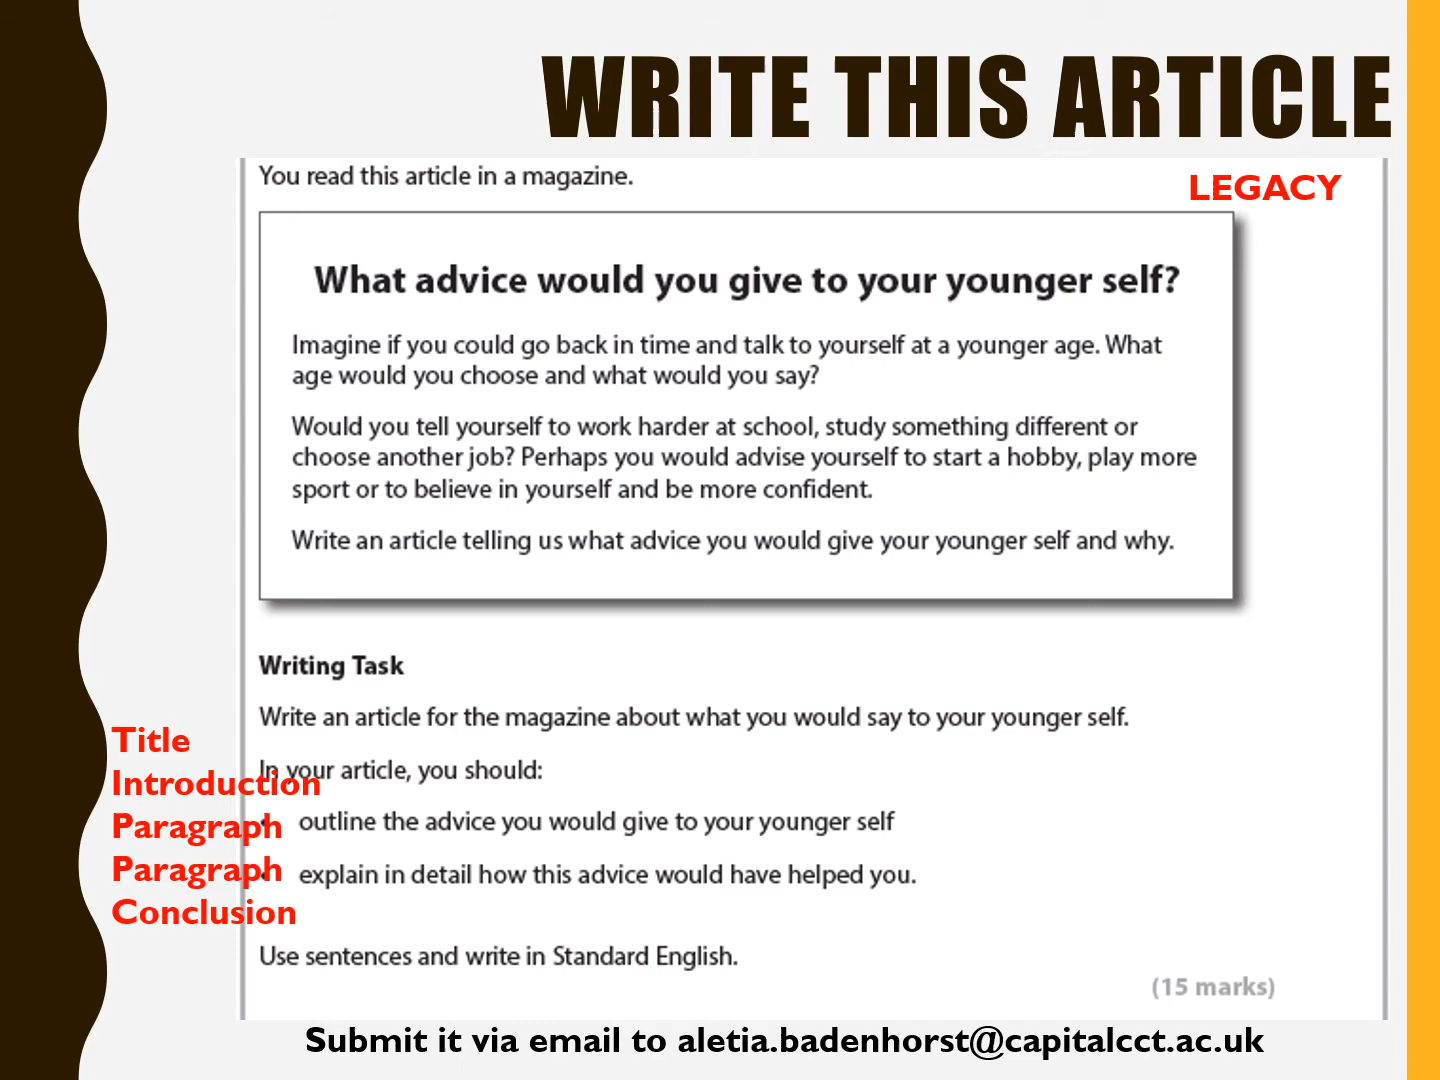 WRITE THIS ARTICLE
You read this article in a magazine.
LEGACY
What advice would you give to your younger self?
Imagine if you could go back in time and talk to yourself at a younger age. What
age would you choose and what would you say?
Would you tell yourself to work harder at school, study something different or
choose another job? Perhaps you would advise yourself to start a hobby, play more
sport or to believe in yourself and be more confident.
Write an article telling us what advice you would give your younger self and why.
Writing Task
Write an article for the magazine about what you would say to your younger self.
In your article, you should:
• outline the advice you would give to your younger self
• explain in detail how this advice would have helped you.
Title
Introduction
Paragraph
Paragraph
Conclusion
Use sentences and write in Standard English.
(15 marks)
Submit it via email to aletia.badenhorst@capitalcct.ac.uk